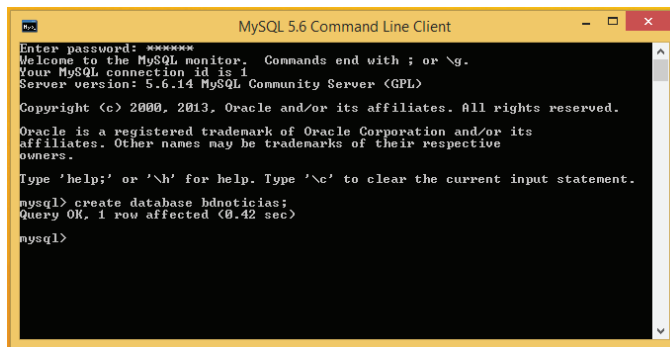 MySQL 5.6 Command Line Client
Enter password: ******
Welcome to the MySQL monitor.  Commands end with ; or \g.
Your MySQL connection id is 1
Server version: 5.6.14 MySQL Community Server (GPL)
Copyright (c) 2000, 2013, Oracle and/or its affiliates. All rights reserved.
Oracle is a registered trademark of Oracle Corporation and/or its
affiliates. Other names may be trademarks of their respective
owners.
Type 'help;' or '\h' for help. Type '\c' to clear the current input statement.
mysql> create database bdnoticias;
Query OK, 1 row affected (0.42 sec)
mysql>